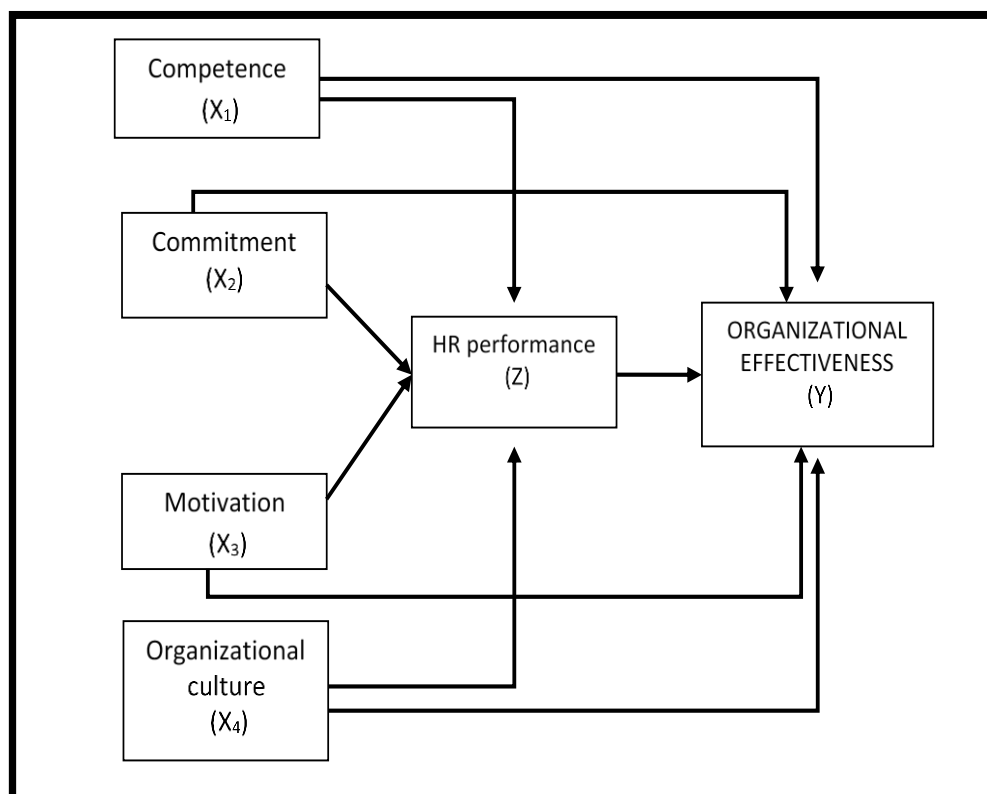 Competence
(X₁)
Commitment
(X₂)
HR performance
(Z)
ORGANIZATIONAL
EFFECTIVENESS
(Y)
Motivation
(X₃)
Organizational
culture
(X₄)